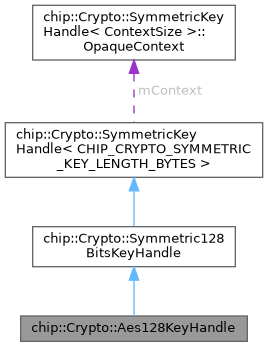 chip::Crypto::SymmetricKey
Handle< ContextSize >::
OpaqueContext
mContext
chip::Crypto::SymmetricKey
Handle< CHIP_CRYPTO_SYMMETRIC
_KEY_LENGTH_BYTES >
chip::Crypto::Symmetric128
BitsKeyHandle
chip::Crypto::Aes128KeyHandle